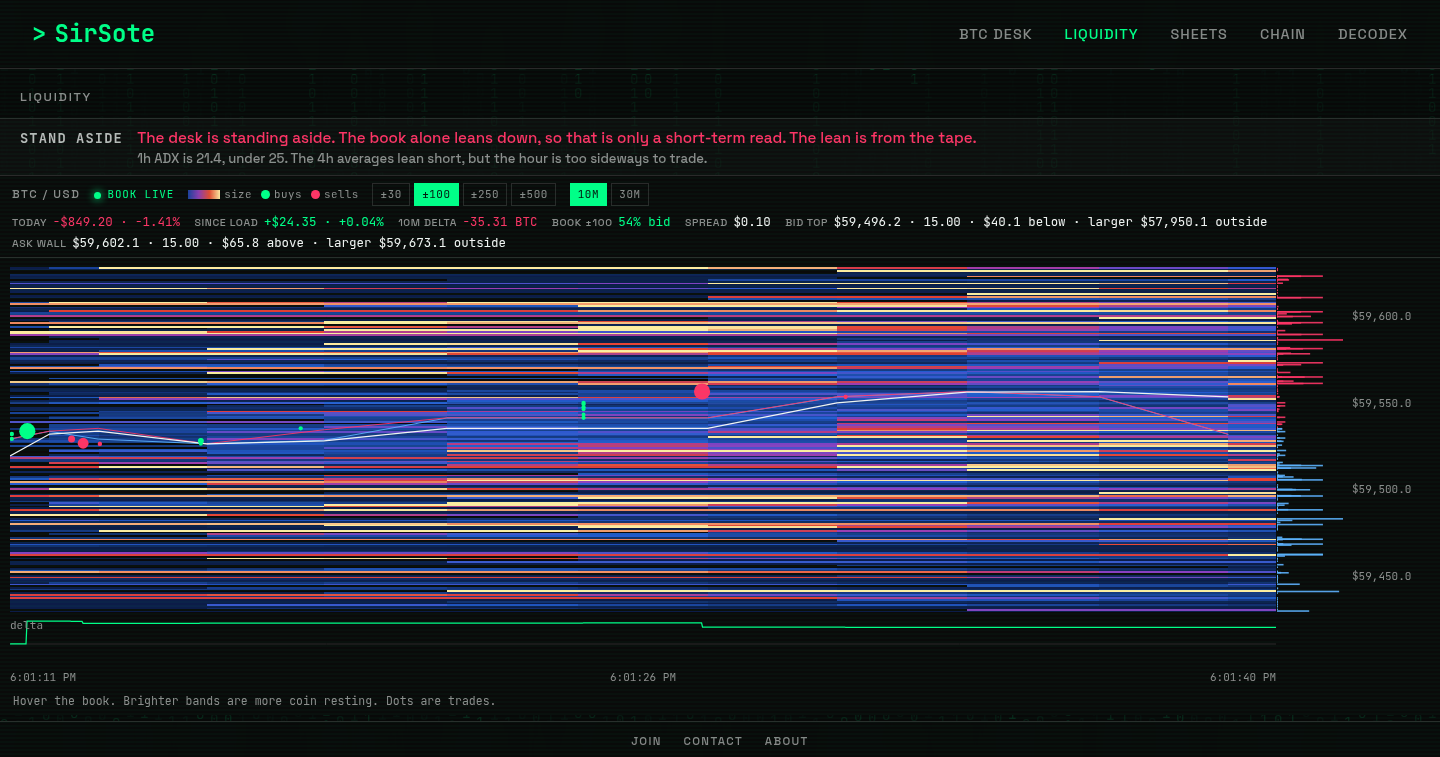 > SirSote
BTC DESK LIQUIDITY SHEETS CHAIN DECODEX
LIQUIDITY
STAND ASIDE The desk is standing aside. The book alone leans down, so that is only a short-term read. The lean is from the tape.
1h ADX is 21.4, under 25. The 4h averages lean short, but the hour is too sideways to trade.
BTC / USD BOOK LIVE size buys sells ±30 ±100 ±250 ±500 10M 30M
TODAY -$849.20 · -1.41% SINCE LOAD +$24.35 · +0.04% 10M DELTA -35.31 BTC BOOK ±100 54% bid SPREAD $0.10 BID TOP $59,496.2 · 15.00 · $40.1 below · larger $57,950.1 outside
ASK WALL $59,602.1 · 15.00 · $65.8 above · larger $59,673.1 outside
$59,600.0
$59,550.0
$59,500.0
$59,450.0
delta
6:01:11 PM 6:01:26 PM 6:01:40 PM
Hover the book. Brighter bands are more coin resting. Dots are trades.
JOIN CONTACT ABOUT